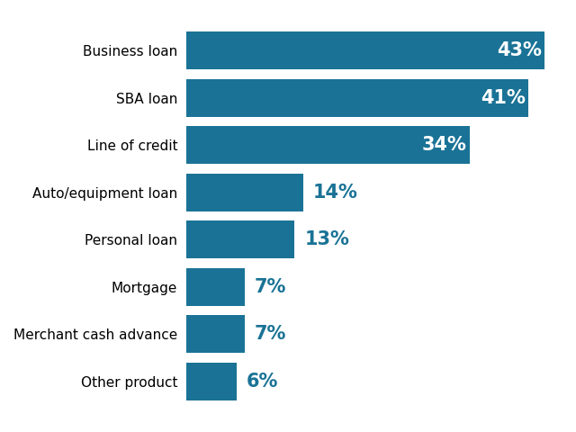 Business loan 43%
SBA loan 41%
Line of credit 34%
Auto/equipment loan 14%
Personal loan 13%
Mortgage 7%
Merchant cash advance 7%
Other product 6%